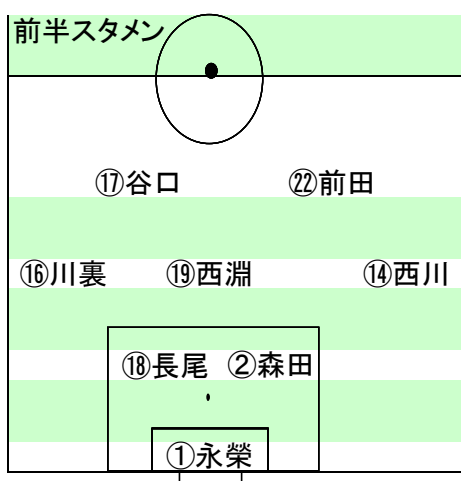 前半スタメン
⑰谷口 ㉒前田
⑯川裏 ⑲西淵 ⑭西川
⑱長尾 ②森田
①永榮